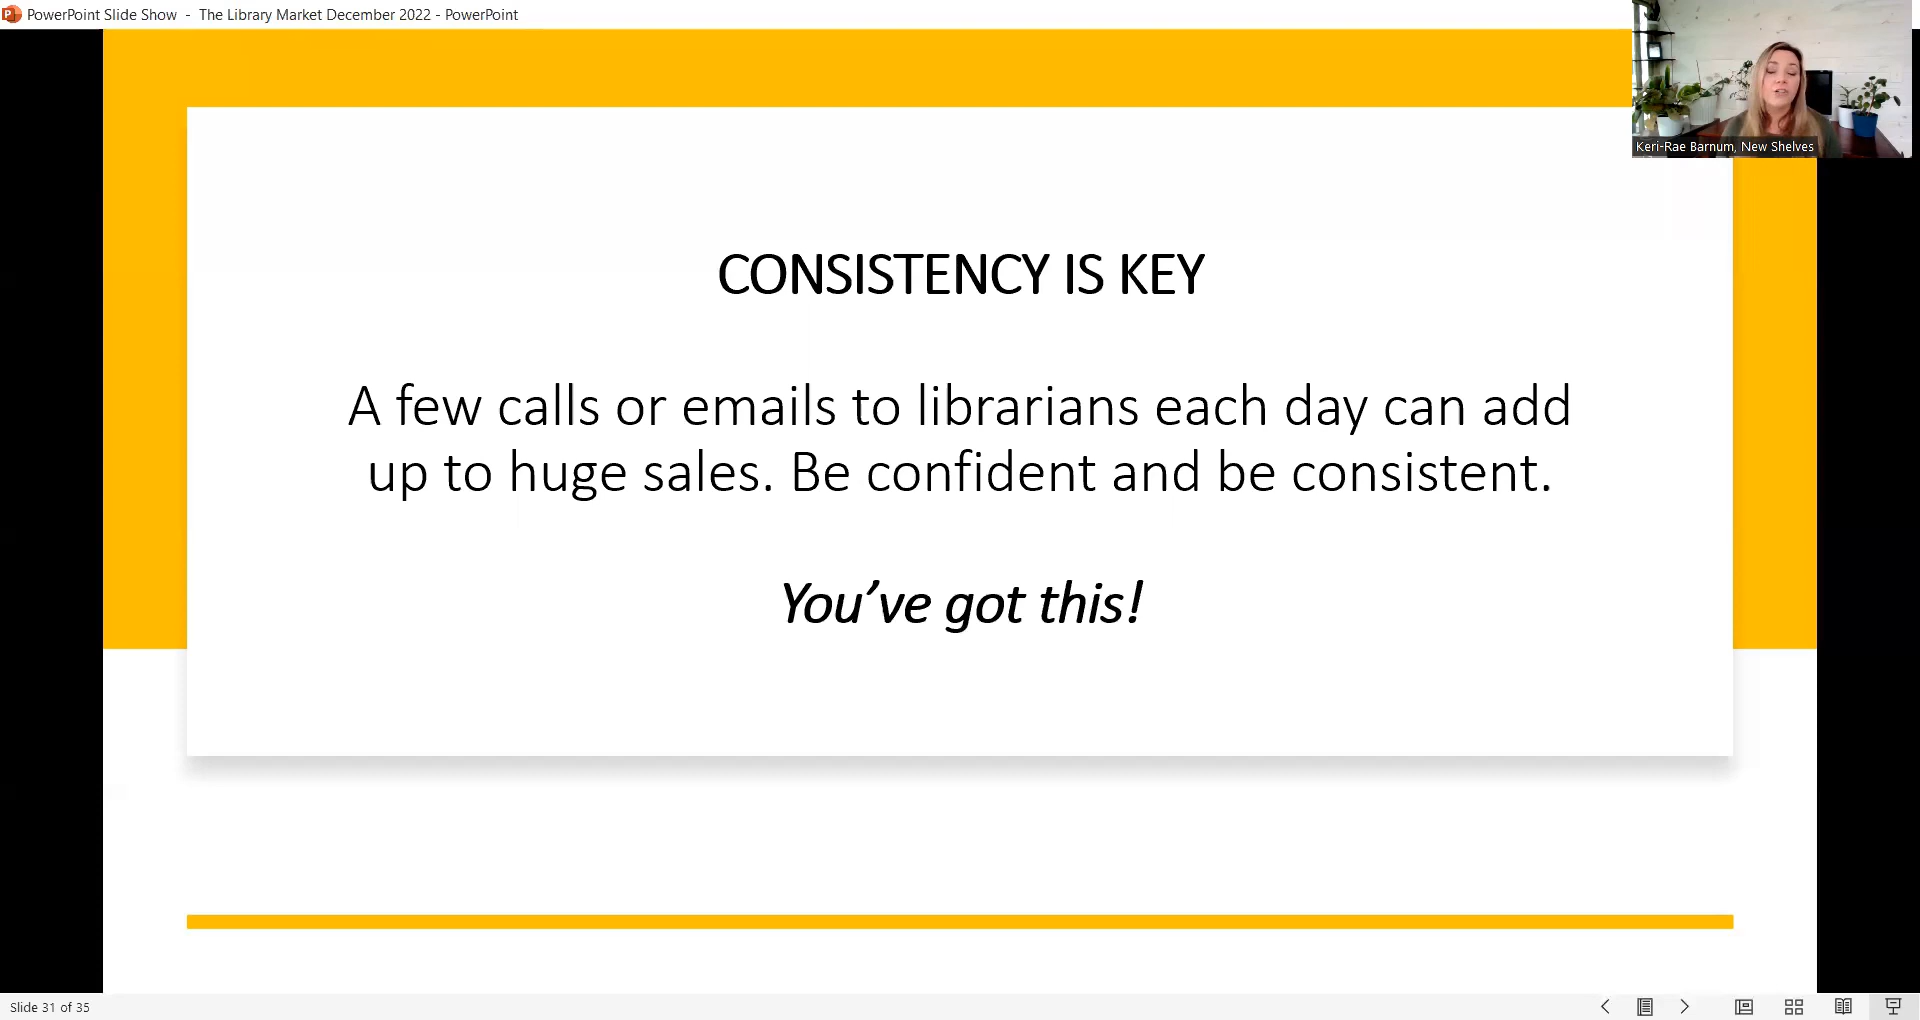 PowerPoint Slide Show - The Library Market December 2022 - PowerPoint
Keri-Rae Barnum, New Shelves
CONSISTENCY IS KEY
A few calls or emails to librarians each day can add
up to huge sales. Be confident and be consistent.
You’ve got this!
Slide 31 of 35